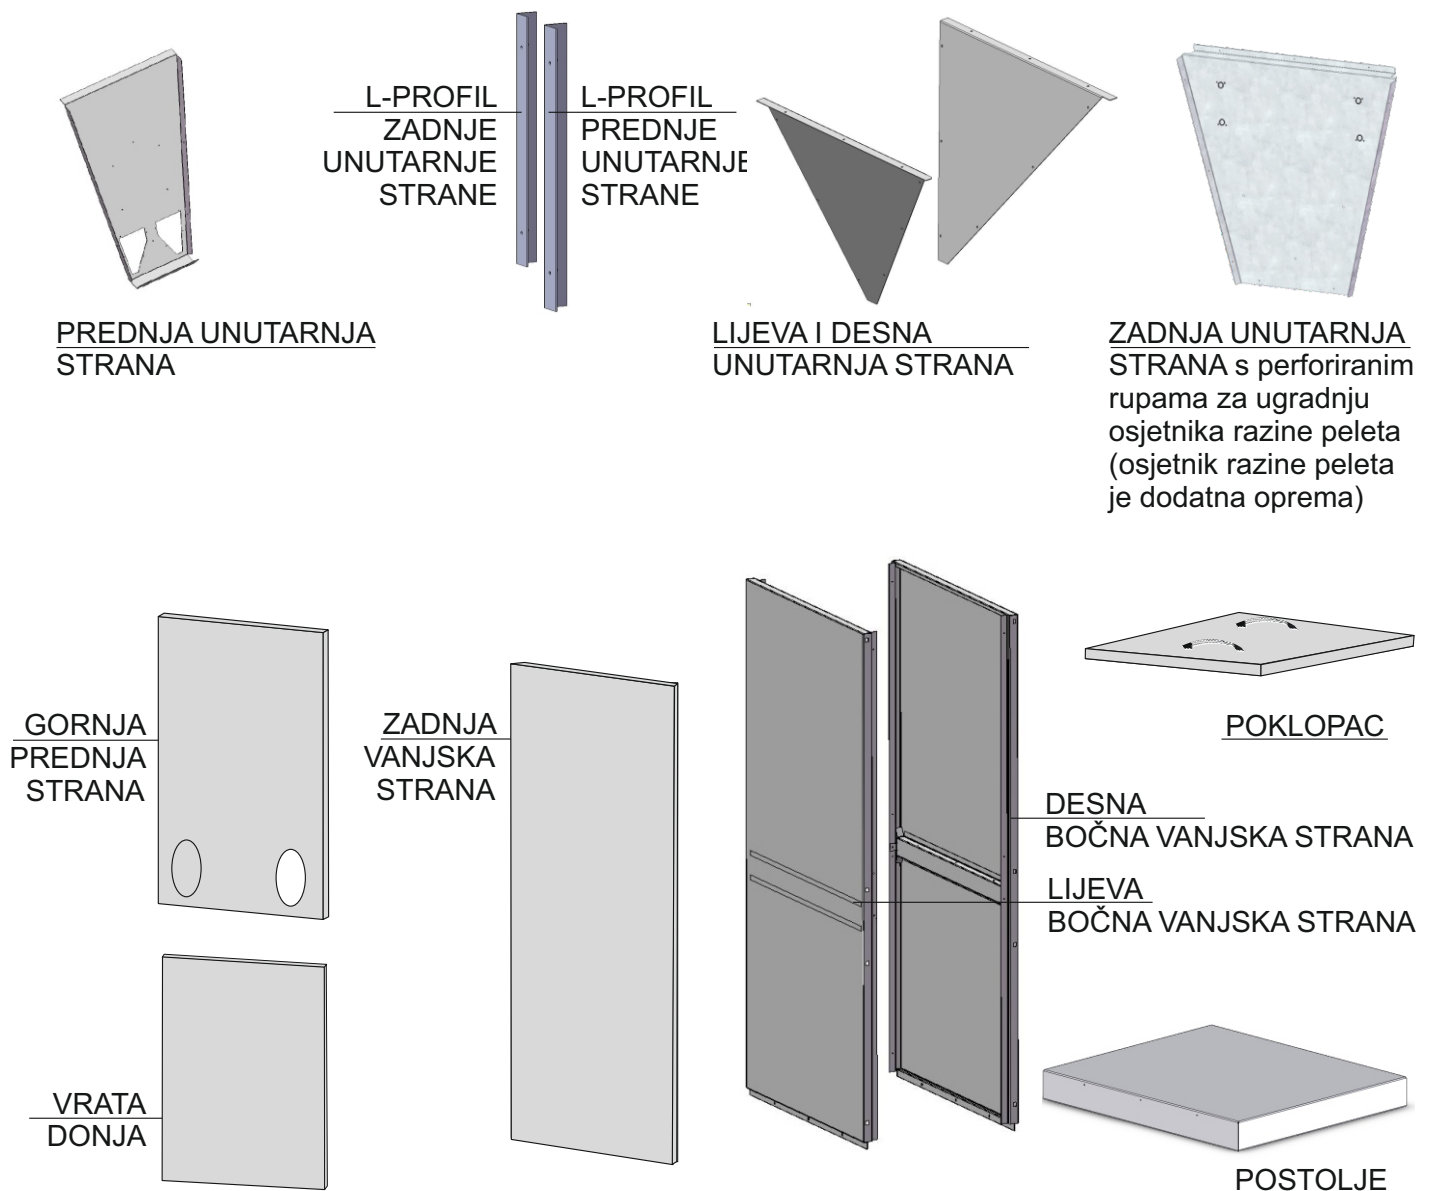 L-PROFIL
ZADNJE
UNUTARNJE
STRANE
L-PROFIL
PREDNJE
UNUTARNJE
STRANE
PREDNJA UNUTARNJA
STRANA
LIJEVA I DESNA
UNUTARNJA STRANA
ZADNJA UNUTARNJA
STRANA s perforiranim
rupama za ugradnju
osjetnika razine peleta
(osjetnik razine peleta
je dodatna oprema)
GORNJA
PREDNJA
STRANA
ZADNJA
VANJSKA
STRANA
POKLOPAC
DESNA
BOČNA VANJSKA STRANA
LIJEVA
BOČNA VANJSKA STRANA
VRATA
DONJA
POSTOLJE